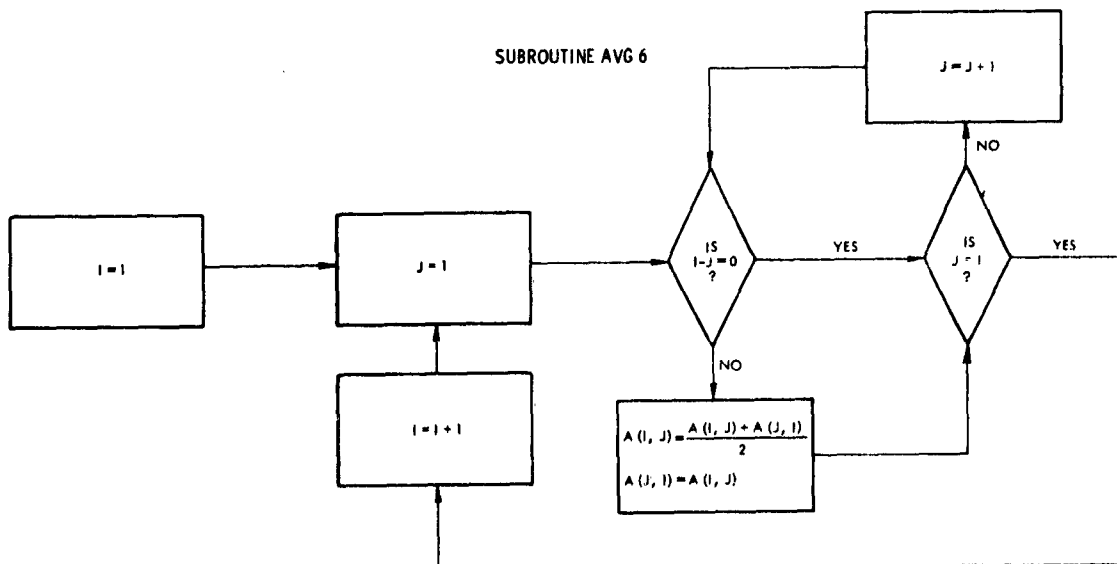 SUBROUTINE AVG 6
J = J + 1
NO
I = 1
J = 1
IS
I-J = 0
?
YES
IS
J = I
?
YES
NO
I = I + 1
A (I, J) = A (I, J) + A (J, I)
2
A (J, I) = A (I, J)